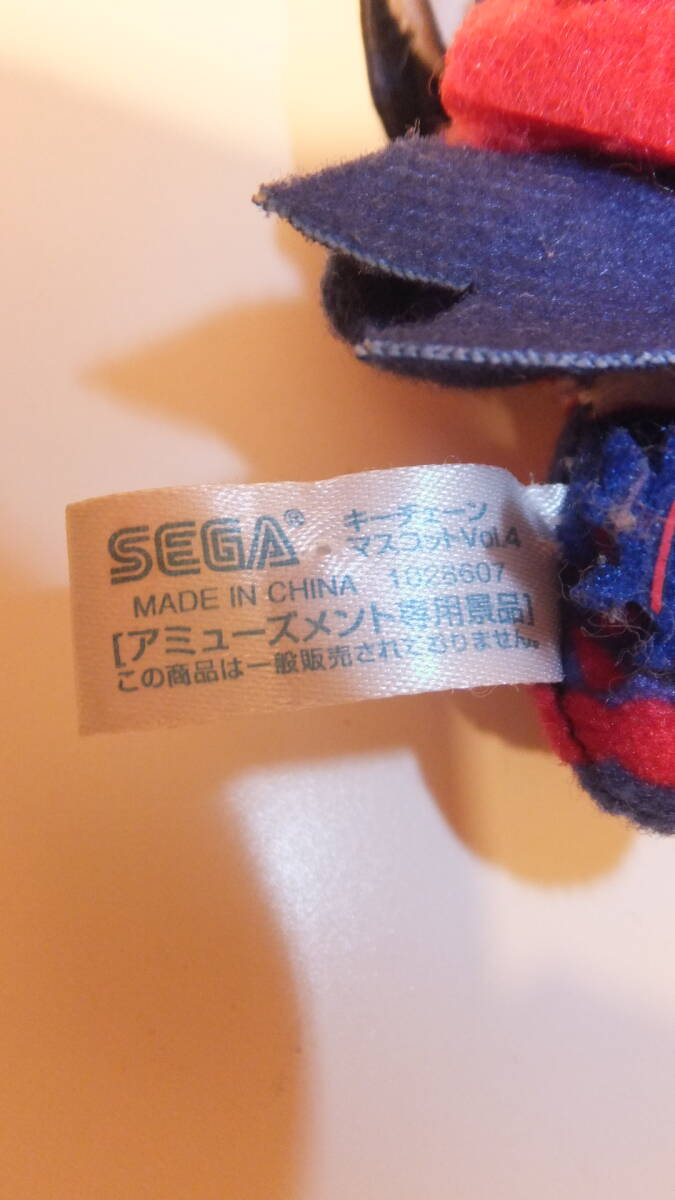 SEGA® キーチェーン
マスコットVol.4
MADE IN CHINA 1028607
[アミューズメント専用景品]
この商品は一般販売されておりません。